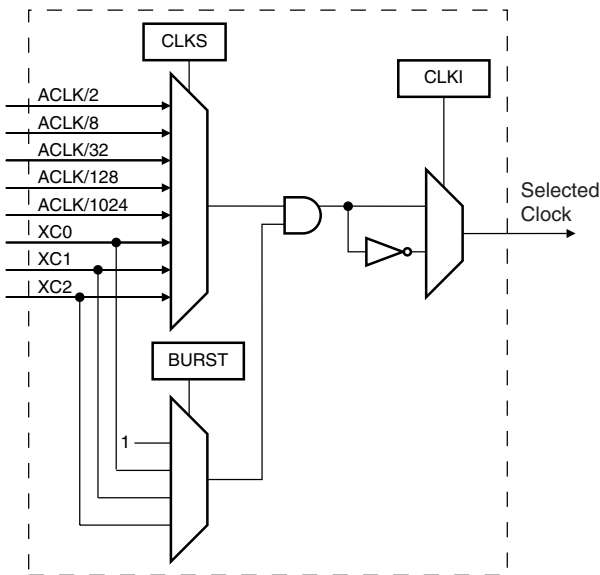 CLKS
CLKI
ACLK/2
ACLK/8
ACLK/32
ACLK/128
ACLK/1024
XC0
XC1
XC2
Selected
Clock
BURST
1